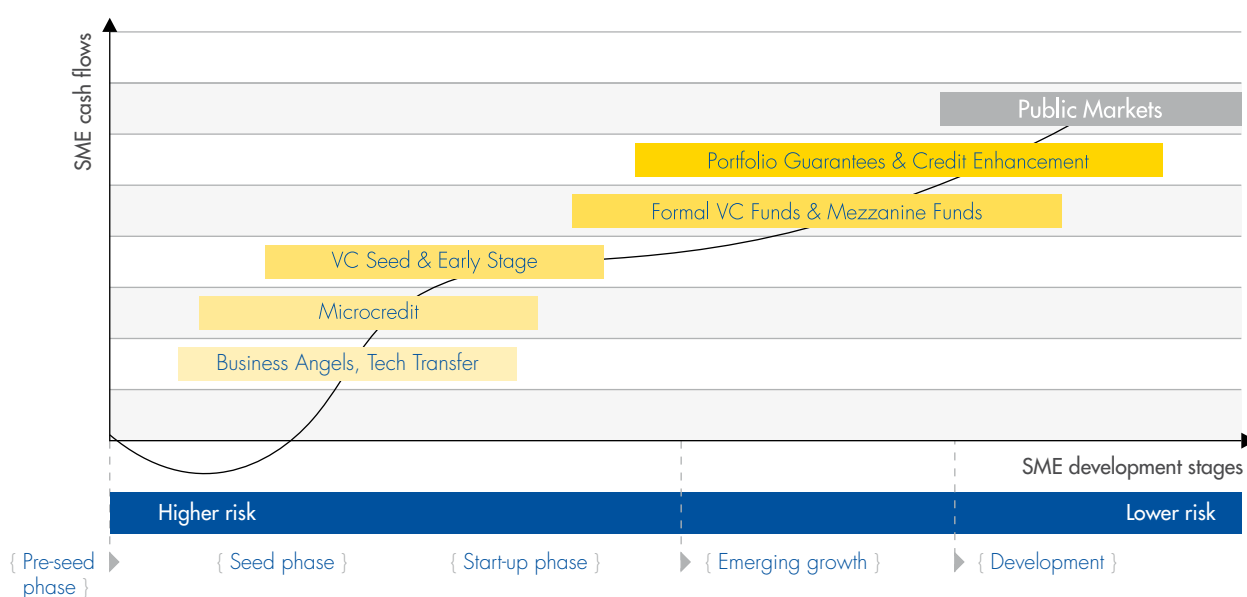 SME cash flows
Public Markets
Portfolio Guarantees & Credit Enhancement
Formal VC Funds & Mezzanine Funds
VC Seed & Early Stage
Microcredit
Business Angels, Tech Transfer
SME development stages
Higher risk
Lower risk
{ Pre-seed
phase }
{ Seed phase }
{ Start-up phase }
{ Emerging growth }
{ Development }